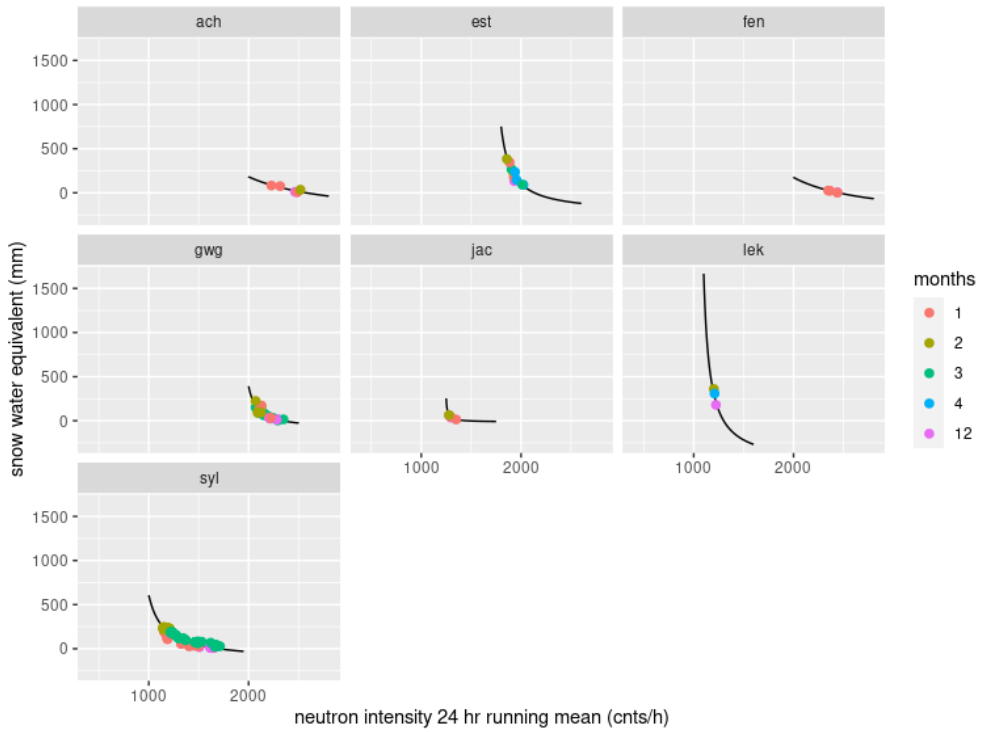 ach est fen
1500
1000
500
0
gwg jac lek
1500
1000
500
0
1000 2000 1000 2000
syl
1500
1000
500
0
1000 2000
snow water equivalent (mm)
neutron intensity 24 hr running mean (cnts/h)
months
1
2
3
4
12